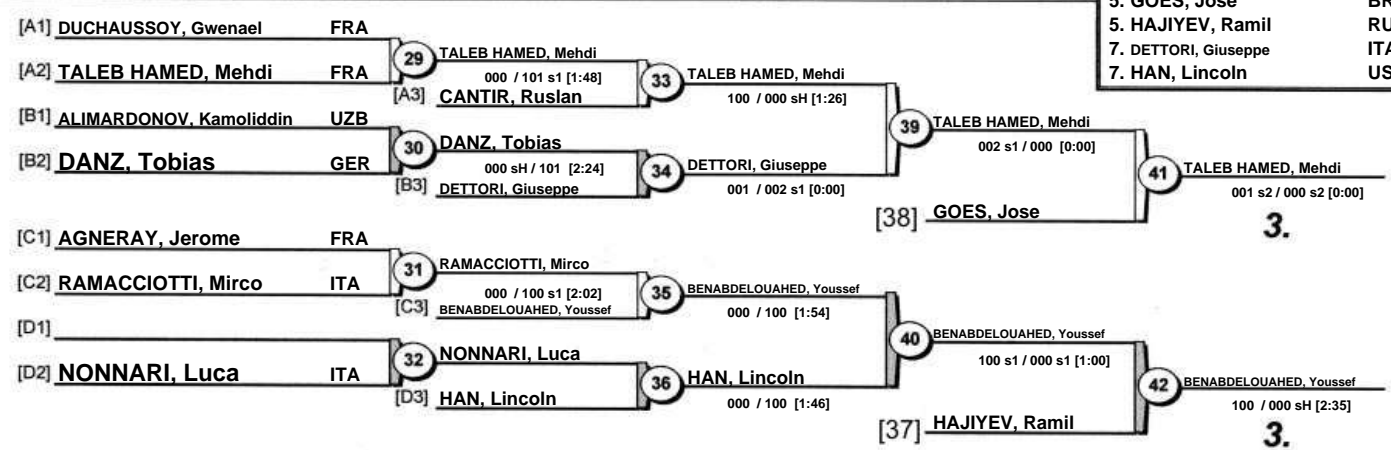 5. GOES, Jose BR
5. HAJIYEV, Ramil RU
7. DETTORI, Giuseppe ITA
7. HAN, Lincoln US
[A1] DUCHAUSSOY, Gwenael FRA
29
TALEB HAMED, Mehdi
[A2] TALEB HAMED, Mehdi FRA
000 / 101 s1 [1:48]
[A3] CANTIR, Ruslan
33
TALEB HAMED, Mehdi
100 / 000 sH [1:26]
[B1] ALIMARDONOV, Kamoliddin UZB
30
DANZ, Tobias
[B2] DANZ, Tobias GER
000 sH / 101 [2:24]
[B3] DETTORI, Giuseppe
34
DETTORI, Giuseppe
001 / 002 s1 [0:00]
39
TALEB HAMED, Mehdi
002 s1 / 000 [0:00]
[38] GOES, Jose
41
TALEB HAMED, Mehdi
001 s2 / 000 s2 [0:00]
3.
[C1] AGNERAY, Jerome FRA
31
RAMACCIOTTI, Mirco
[C2] RAMACCIOTTI, Mirco ITA
000 / 100 s1 [2:02]
[C3] BENABDELOUAHED, Youssef
35
BENABDELOUAHED, Youssef
000 / 100 [1:54]
[D1]
32
NONNARI, Luca
[D2] NONNARI, Luca ITA
[D3] HAN, Lincoln
36
HAN, Lincoln
000 / 100 [1:46]
40
BENABDELOUAHED, Youssef
100 s1 / 000 s1 [1:00]
[37] HAJIYEV, Ramil
42
BENABDELOUAHED, Youssef
100 / 000 sH [2:35]
3.